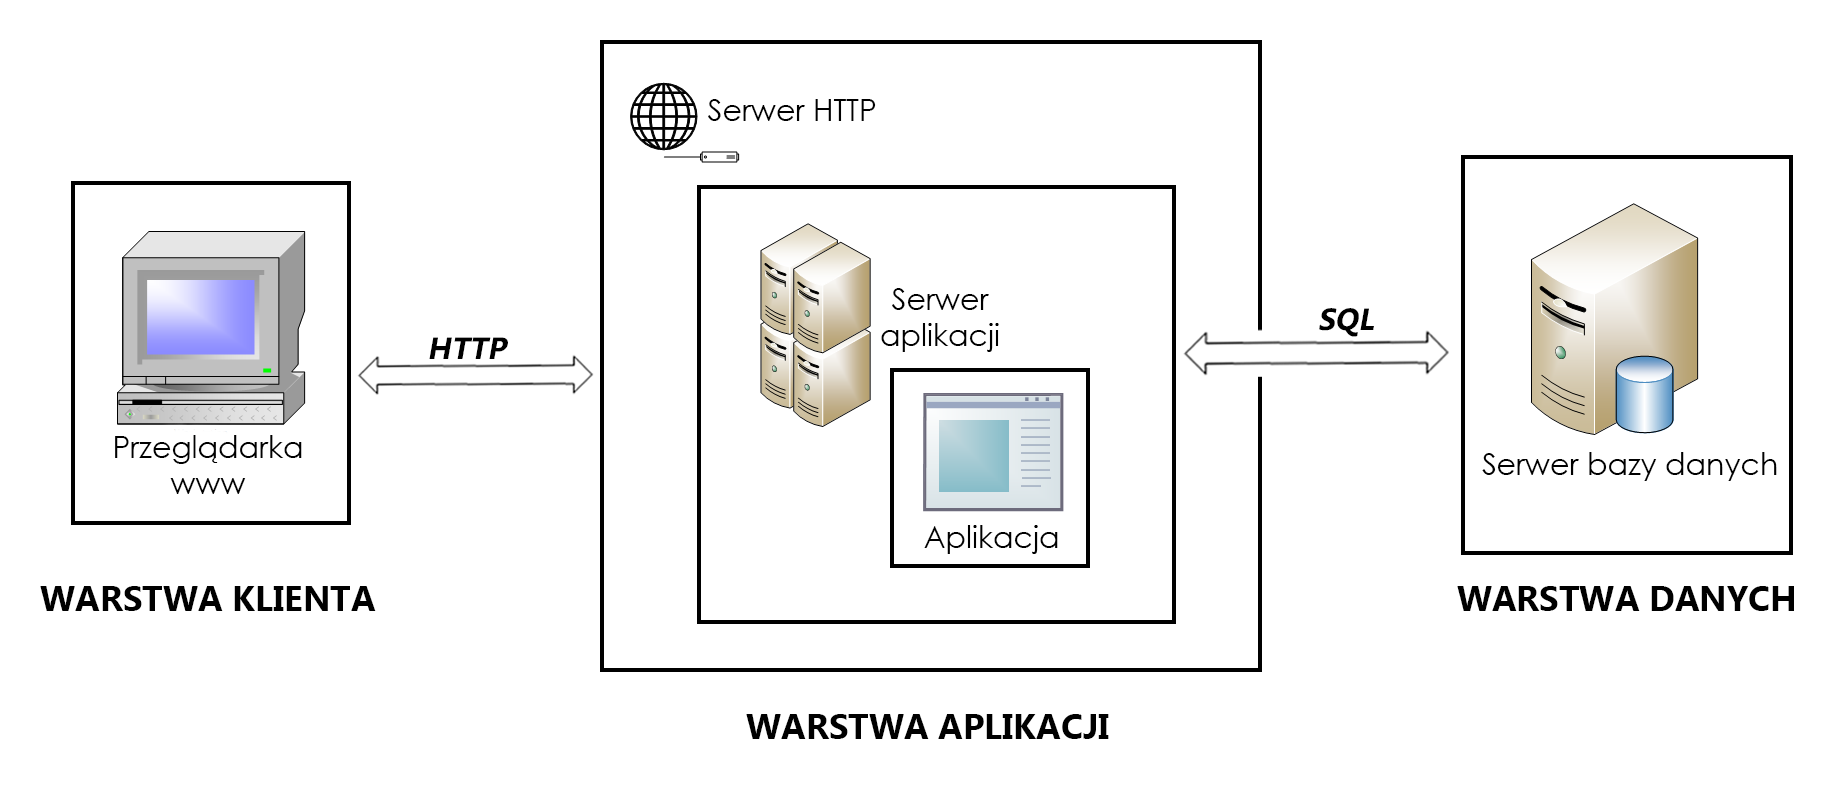 Przeglądarka
www
WARSTWA KLIENTA
HTTP
Serwer HTTP
Serwer
aplikacji
Aplikacja
WARSTWA APLIKACJI
SQL
Serwer bazy danych
WARSTWA DANYCH